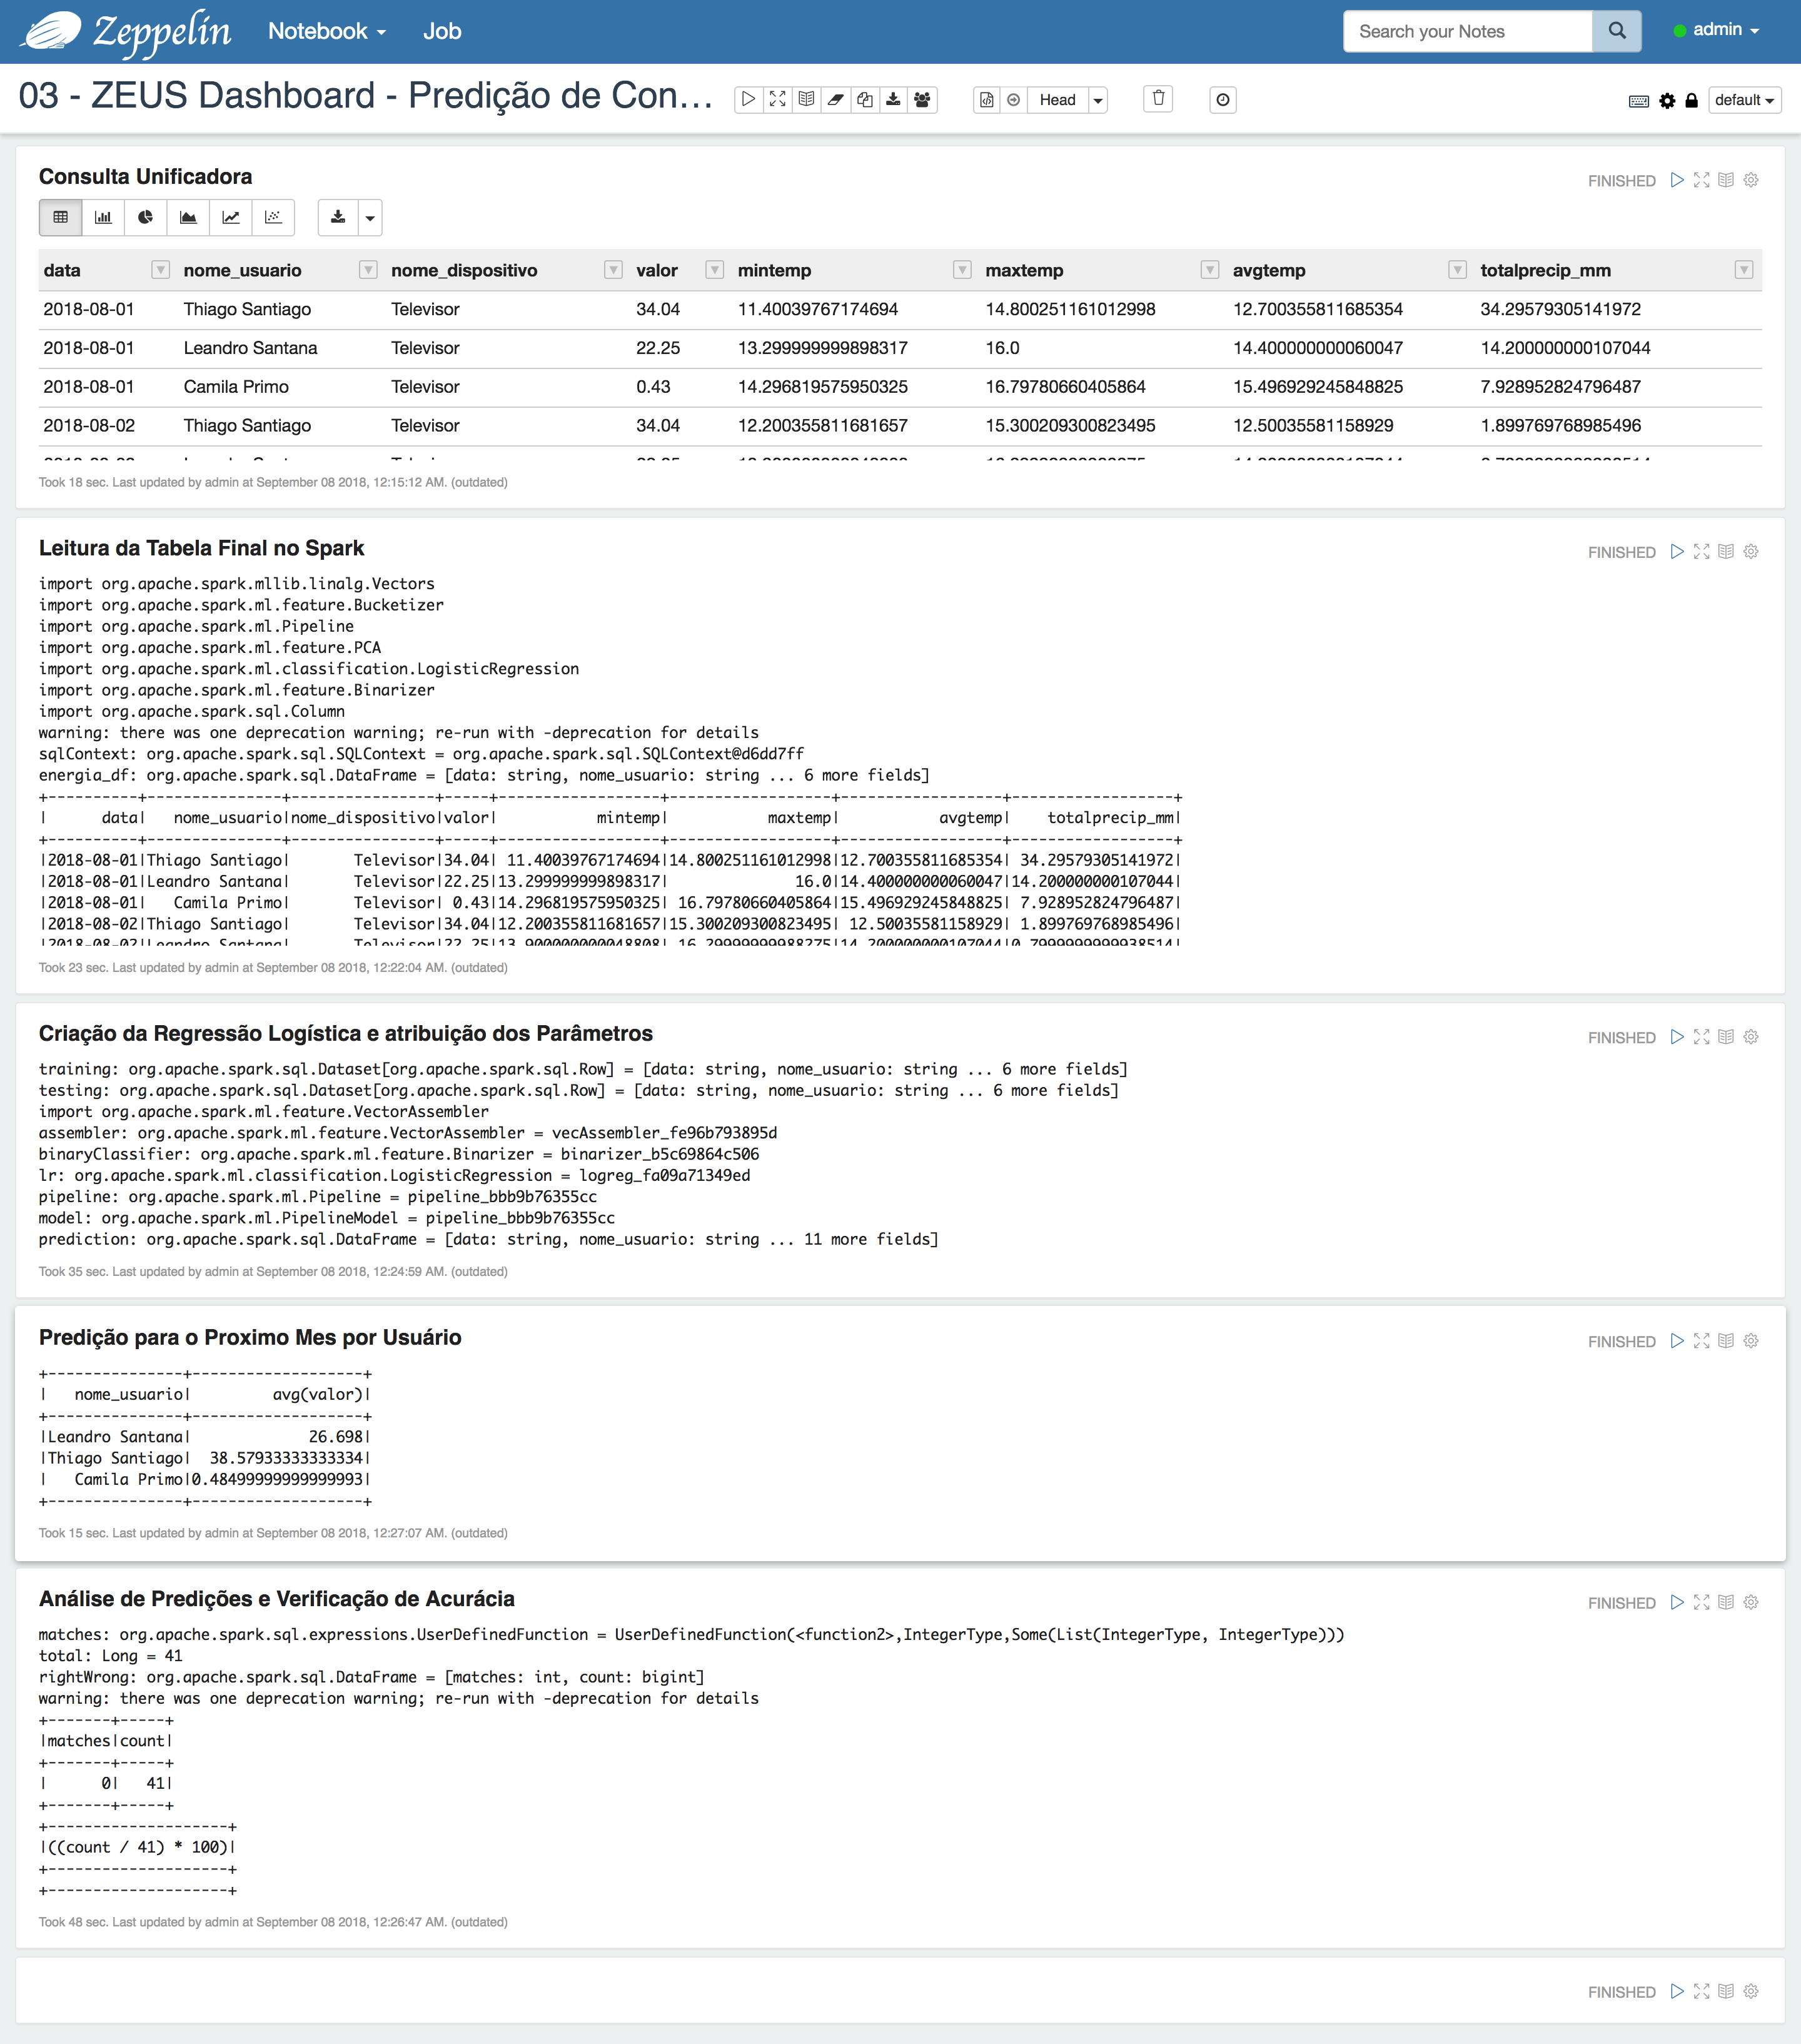 Zeppelin Notebook Job Search your Notes admin
03 - ZEUS Dashboard - Predição de Con... Head default
Consulta Unificadora FINISHED
data nome_usuario nome_dispositivo valor mintemp maxtemp avgtemp totalprecip_mm
2018-08-01 Thiago Santiago Televisor 34.04 11.40039767174694 14.800251161012998 12.700355811685354 34.29579305141972
2018-08-01 Leandro Santana Televisor 22.25 13.299999999898317 16.0 14.400000000060047 14.200000000107044
2018-08-01 Camila Primo Televisor 0.43 14.296819575950325 16.79780660405864 15.496929245848825 7.928952824796487
2018-08-02 Thiago Santiago Televisor 34.04 12.200355811681657 15.300209300823495 12.50035581158929 1.899769768985496
Took 18 sec. Last updated by admin at September 08 2018, 12:15:12 AM. (outdated)
Leitura da Tabela Final no Spark FINISHED
import org.apache.spark.mllib.linalg.Vectors
import org.apache.spark.ml.feature.Bucketizer
import org.apache.spark.ml.Pipeline
import org.apache.spark.ml.feature.PCA
import org.apache.spark.ml.classification.LogisticRegression
import org.apache.spark.ml.feature.Binarizer
import org.apache.spark.sql.Column
warning: there was one deprecation warning; re-run with -deprecation for details
sqlContext: org.apache.spark.sql.SQLContext = org.apache.spark.sql.SQLContext@d6dd7ff
energia_df: org.apache.spark.sql.DataFrame = [data: string, nome_usuario: string ... 6 more fields]
+----------+---------------+----------------+-----+------------------+------------------+------------------+------------------+
|      data|   nome_usuario|nome_dispositivo|valor|           mintemp|           maxtemp|           avgtemp|    totalprecip_mm|
+----------+---------------+----------------+-----+------------------+------------------+------------------+------------------+
|2018-08-01|Thiago Santiago|       Televisor|34.04| 11.40039767174694|14.800251161012998|12.700355811685354| 34.29579305141972|
|2018-08-01|Leandro Santana|       Televisor|22.25|13.299999999898317|              16.0|14.400000000060047|14.200000000107044|
|2018-08-01|   Camila Primo|       Televisor| 0.43|14.296819575950325| 16.79780660405864|15.496929245848825| 7.928952824796487|
|2018-08-02|Thiago Santiago|       Televisor|34.04|12.200355811681657|15.300209300823495| 12.50035581158929| 1.899769768985496|
|2018-08-02|Leandro Santana|       Televisor|22.25|13.900000000048808| 16.29999999988275|14.200000000107044|0.7999999999938514|
Took 23 sec. Last updated by admin at September 08 2018, 12:22:04 AM. (outdated)
Criação da Regressão Logística e atribuição dos Parâmetros FINISHED
training: org.apache.spark.sql.Dataset[org.apache.spark.sql.Row] = [data: string, nome_usuario: string ... 6 more fields]
testing: org.apache.spark.sql.Dataset[org.apache.spark.sql.Row] = [data: string, nome_usuario: string ... 6 more fields]
import org.apache.spark.ml.feature.VectorAssembler
assembler: org.apache.spark.ml.feature.VectorAssembler = vecAssembler_fe96b793895d
binaryClassifier: org.apache.spark.ml.feature.Binarizer = binarizer_b5c69864c506
lr: org.apache.spark.ml.classification.LogisticRegression = logreg_fa09a71349ed
pipeline: org.apache.spark.ml.Pipeline = pipeline_bbb9b76355cc
model: org.apache.spark.ml.PipelineModel = pipeline_bbb9b76355cc
prediction: org.apache.spark.sql.DataFrame = [data: string, nome_usuario: string ... 11 more fields]
Took 35 sec. Last updated by admin at September 08 2018, 12:24:59 AM. (outdated)
Predição para o Proximo Mes por Usuário FINISHED
+---------------+-------------------+
|   nome_usuario|         avg(valor)|
+---------------+-------------------+
|Leandro Santana|             26.698|
|Thiago Santiago|  38.57933333333334|
|   Camila Primo|0.48499999999999993|
+---------------+-------------------+
Took 15 sec. Last updated by admin at September 08 2018, 12:27:07 AM. (outdated)
Análise de Predições e Verificação de Acurácia FINISHED
matches: org.apache.spark.sql.expressions.UserDefinedFunction = UserDefinedFunction(<function2>,IntegerType,Some(List(IntegerType, IntegerType)))
total: Long = 41
rightWrong: org.apache.spark.sql.DataFrame = [matches: int, count: bigint]
warning: there was one deprecation warning; re-run with -deprecation for details
+-------+-----+
|matches|count|
+-------+-----+
|      0|   41|
+-------+-----+
+--------------------+
|((count / 41) * 100)|
+--------------------+
+--------------------+
Took 48 sec. Last updated by admin at September 08 2018, 12:26:47 AM. (outdated)
FINISHED